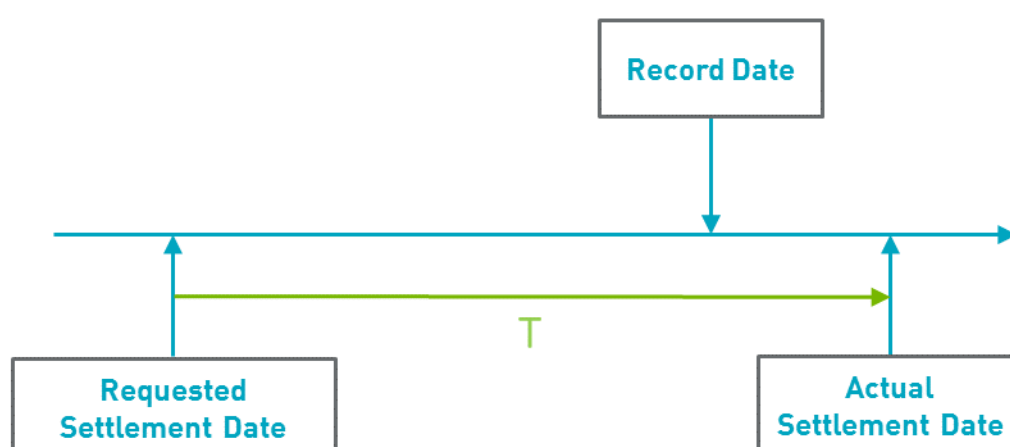 Record Date
T
Requested
Settlement Date
Actual
Settlement Date